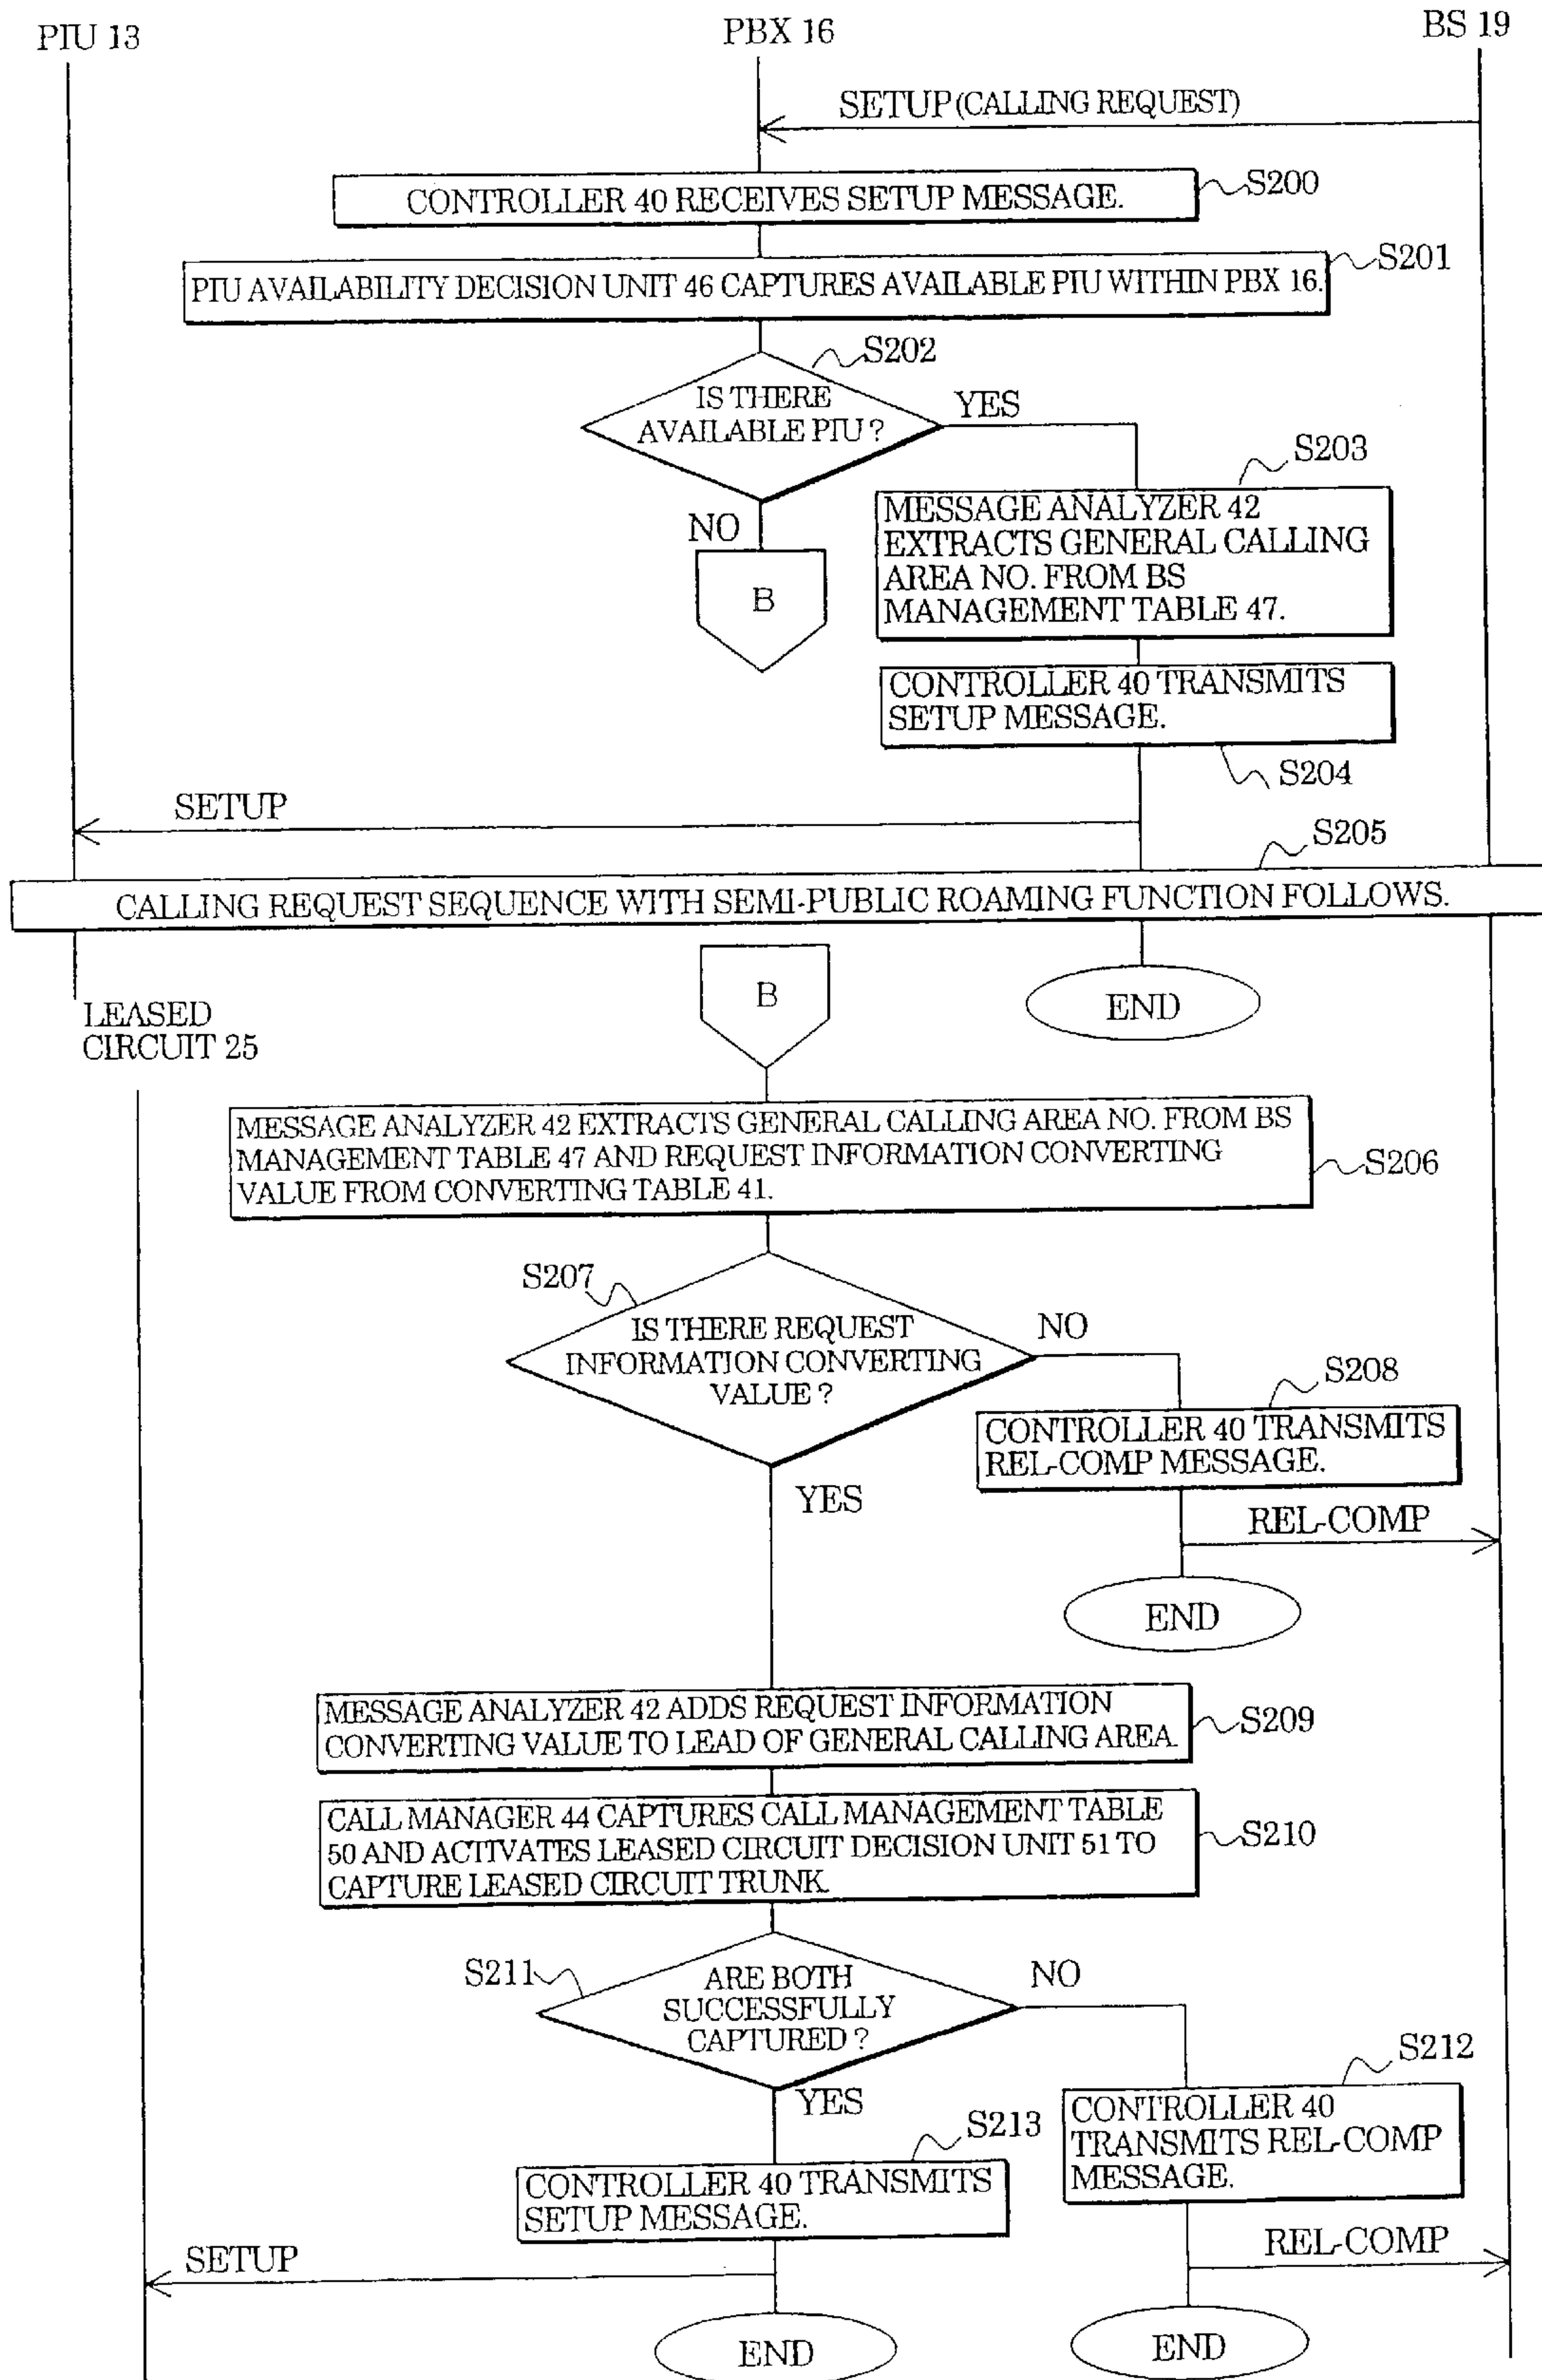 PIU 13
PBX 16
BS 19
SETUP (CALLING REQUEST)
CONTROLLER 40 RECEIVES SETUP MESSAGE.
S200
PIU AVAILABILITY DECISION UNIT 46 CAPTURES AVAILABLE PIU WITHIN PBX 16.
S201
S202
IS THERE
AVAILABLE PIU ?
YES
NO
B
S203
MESSAGE ANALYZER 42
EXTRACTS GENERAL CALLING
AREA NO. FROM BS
MANAGEMENT TABLE 47.
CONTROLLER 40 TRANSMITS
SETUP MESSAGE.
S204
SETUP
S205
CALLING REQUEST SEQUENCE WITH SEMI-PUBLIC ROAMING FUNCTION FOLLOWS.
B
END
LEASED
CIRCUIT 25
MESSAGE ANALYZER 42 EXTRACTS GENERAL CALLING AREA NO. FROM BS
MANAGEMENT TABLE 47 AND REQUEST INFORMATION CONVERTING
VALUE FROM CONVERTING TABLE 41.
S206
S207
IS THERE REQUEST
INFORMATION CONVERTING
VALUE ?
NO
YES
S208
CONTROLLER 40 TRANSMITS
REL-COMP MESSAGE.
REL-COMP
END
MESSAGE ANALYZER 42 ADDS REQUEST INFORMATION
CONVERTING VALUE TO LEAD OF GENERAL CALLING AREA.
S209
CALL MANAGER 44 CAPTURES CALL MANAGEMENT TABLE
50 AND ACTIVATES LEASED CIRCUIT DECISION UNIT 51 TO
CAPTURE LEASED CIRCUIT TRUNK.
S210
S211
ARE BOTH
SUCCESSFULLY
CAPTURED ?
NO
YES
S212
CONTROLLER 40
TRANSMITS REL-COMP
MESSAGE.
S213
CONTROLLER 40 TRANSMITS
SETUP MESSAGE.
SETUP
REL-COMP
END
END